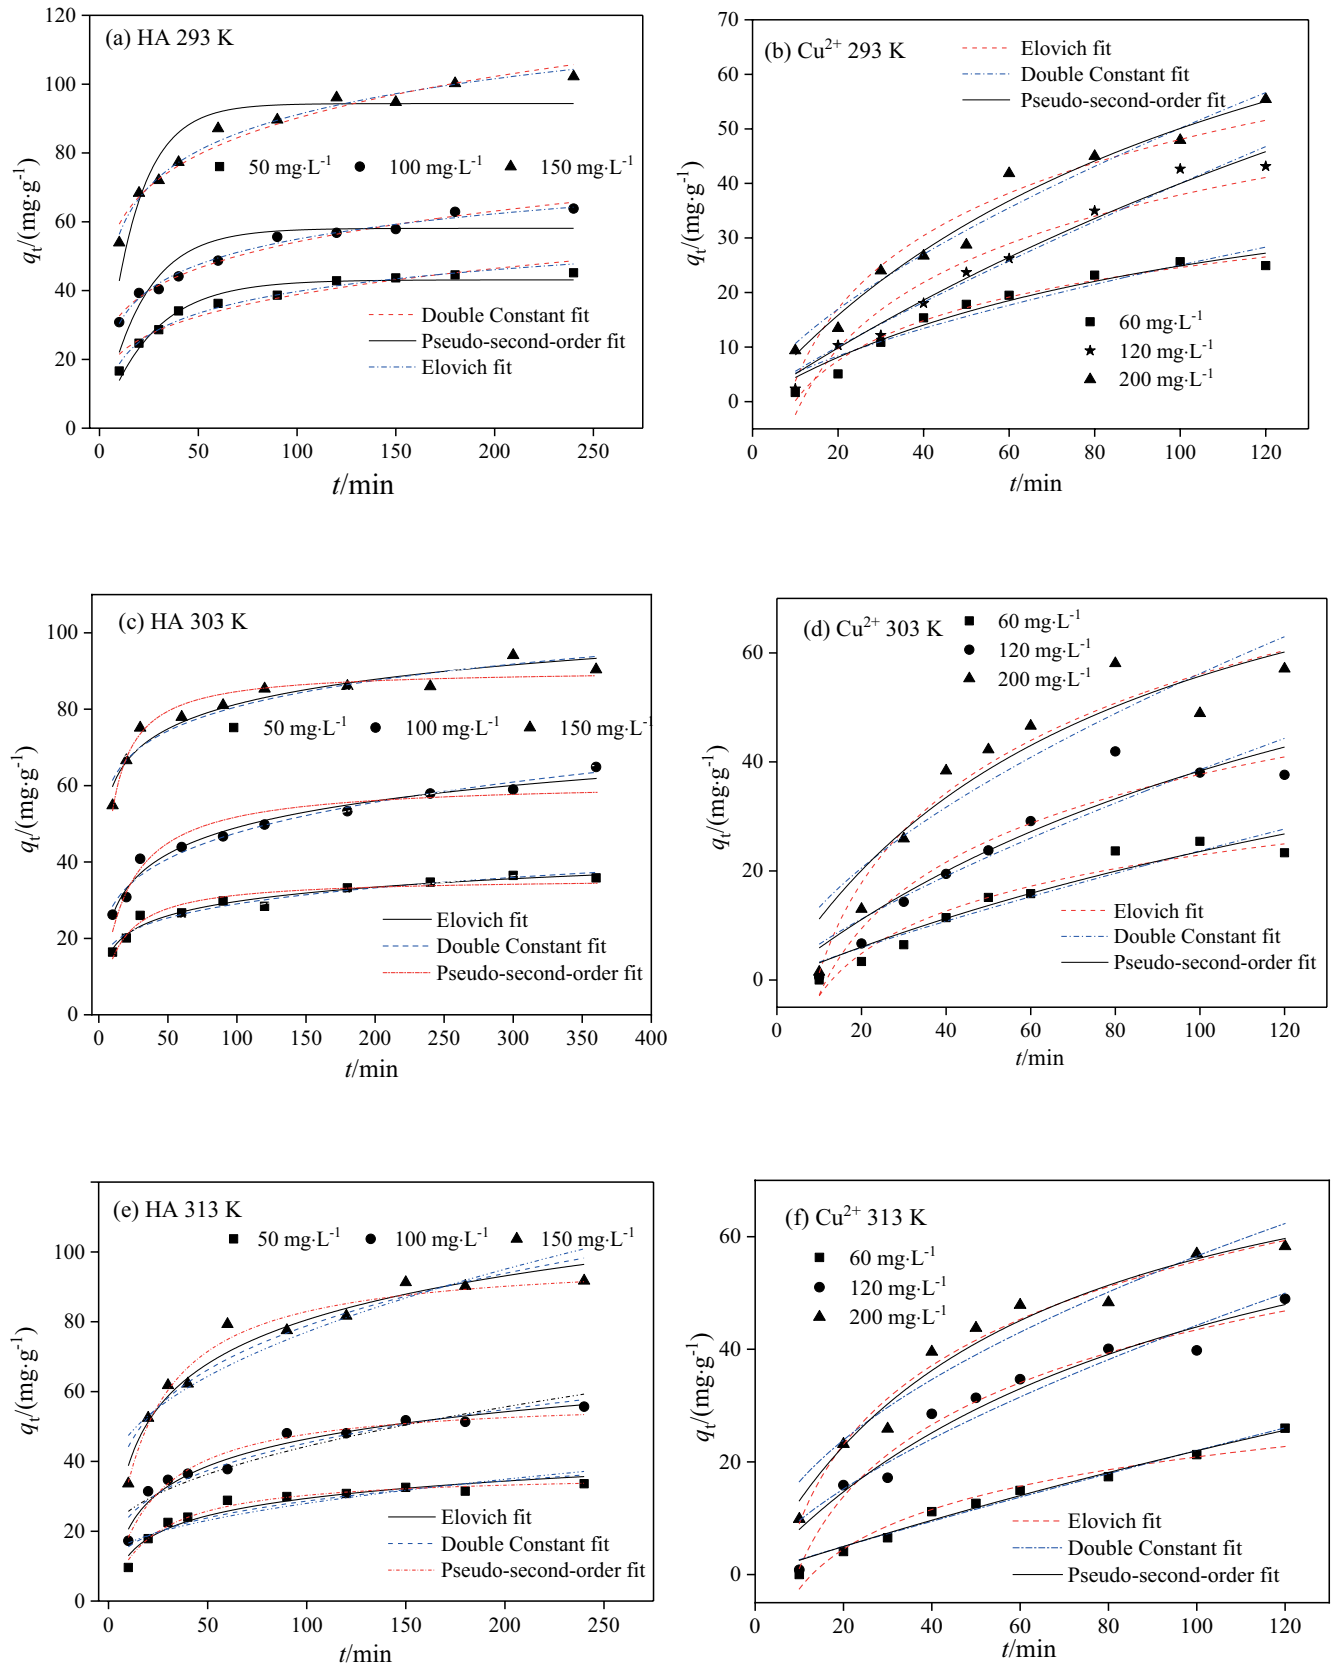 (a) HA 293 K
120
100
80
60
40
20
0
qt/(mg·g-1)
50 mg·L-1 100 mg·L-1 150 mg·L-1
Double Constant fit
Pseudo-second-order fit
Elovich fit
0 50 100 150 200 250
t/min
(b) Cu2+ 293 K
70
60
50
40
30
20
10
0
qt/(mg·g-1)
Elovich fit
Double Constant fit
Pseudo-second-order fit
60 mg·L-1
120 mg·L-1
200 mg·L-1
0 20 40 60 80 100 120
t/min
(c) HA 303 K
100
80
60
40
20
0
qt/(mg·g-1)
50 mg·L-1 100 mg·L-1 150 mg·L-1
Elovich fit
Double Constant fit
Pseudo-second-order fit
0 50 100 150 200 250 300 350 400
t/min
(d) Cu2+ 303 K
60
40
20
0
qt/(mg·g-1)
60 mg·L-1
120 mg·L-1
200 mg·L-1
Elovich fit
Double Constant fit
Pseudo-second-order fit
0 20 40 60 80 100 120
t/min
(e) HA 313 K
100
80
60
40
20
0
qt/(mg·g-1)
50 mg·L-1 100 mg·L-1 150 mg·L-1
Elovich fit
Double Constant fit
Pseudo-second-order fit
0 50 100 150 200 250
t/min
(f) Cu2+ 313 K
60
40
20
0
qt/(mg·g-1)
60 mg·L-1
120 mg·L-1
200 mg·L-1
Elovich fit
Double Constant fit
Pseudo-second-order fit
0 20 40 60 80 100 120
t/min